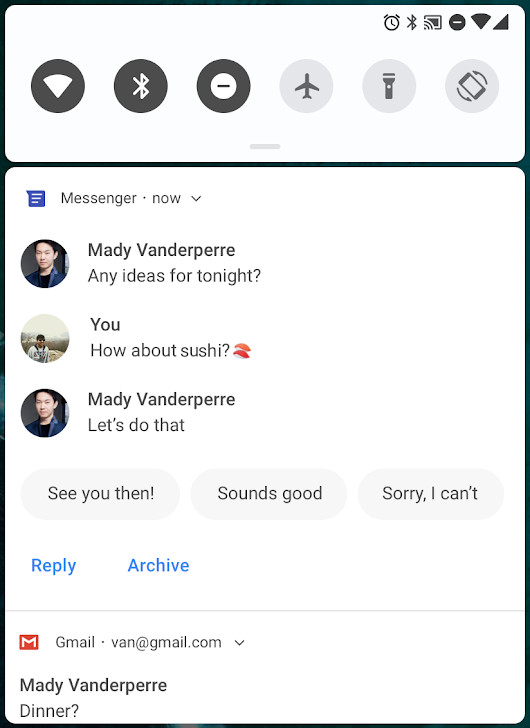 Messenger · now
Mady Vanderperre
Any ideas for tonight?
You
How about sushi?🍣
Mady Vanderperre
Let’s do that
See you then! Sounds good Sorry, I can’t
Reply Archive
Gmail · van@gmail.com
Mady Vanderperre
Dinner?